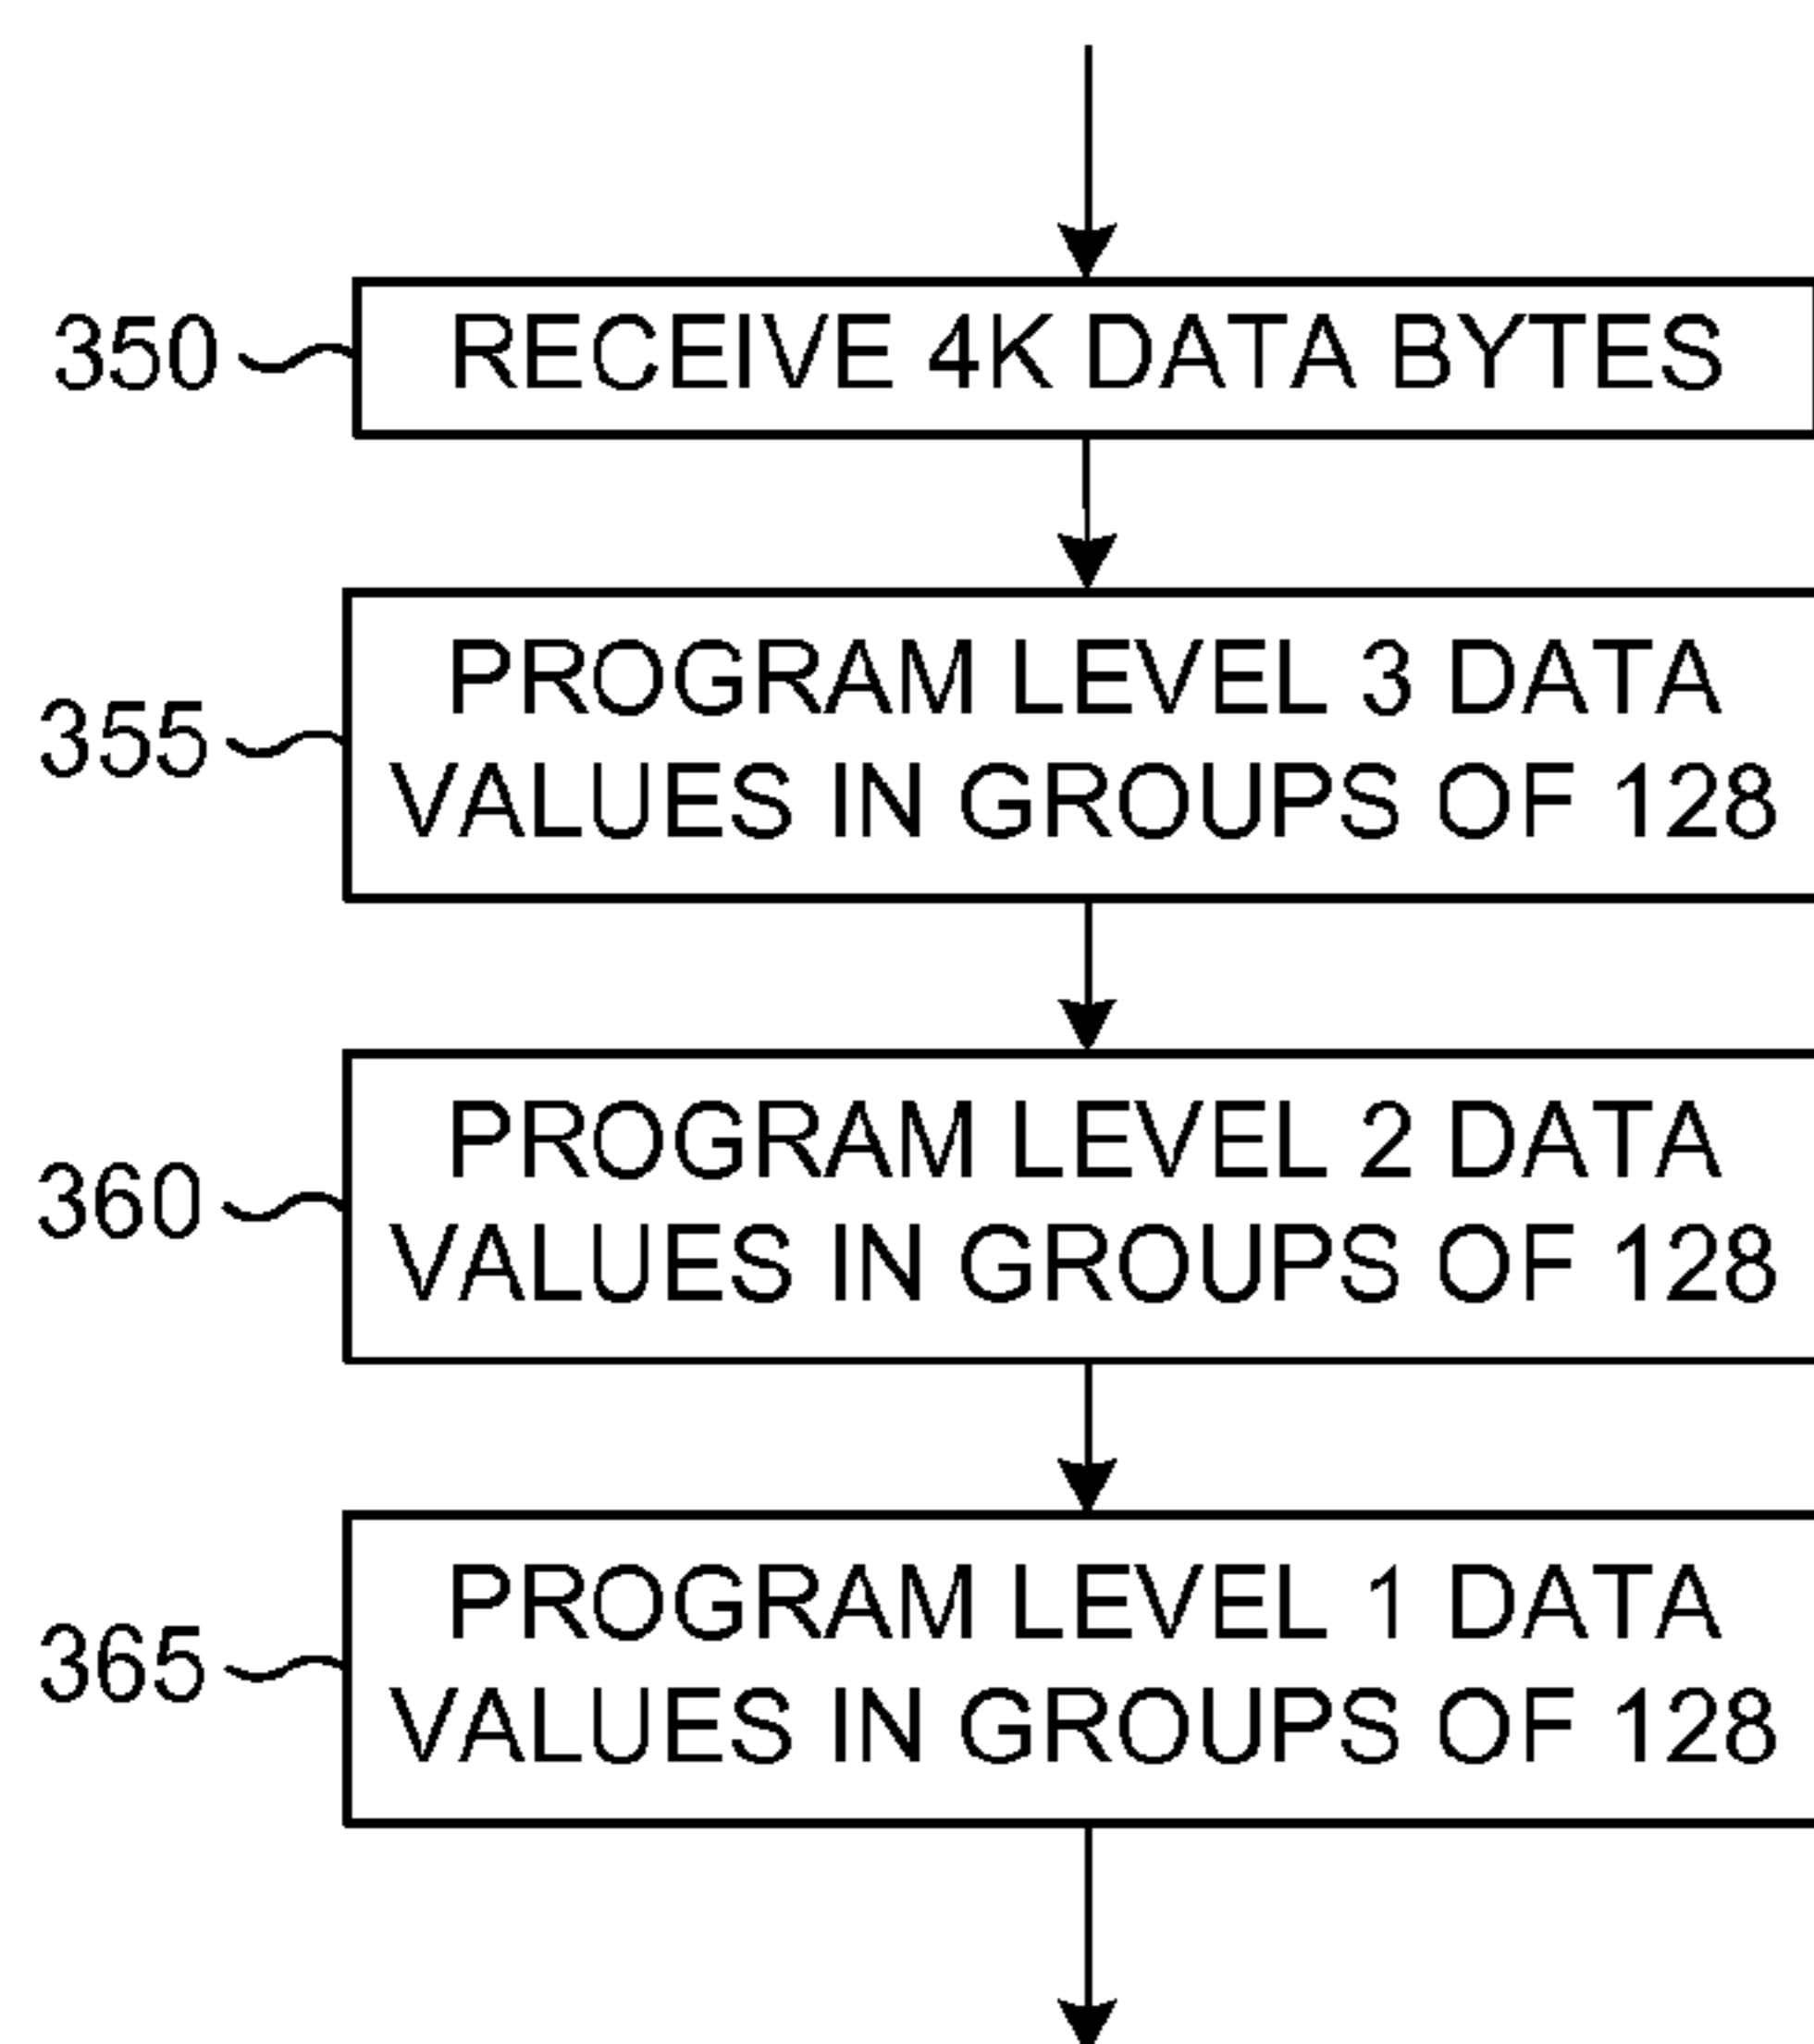 350 RECEIVE 4K DATA BYTES
PROGRAM LEVEL 3 DATA
355
VALUES IN GROUPS OF 128
PROGRAM LEVEL 2 DATA
360
VALUES IN GROUPS OF 128
PROGRAM LEVEL 1 DATA
365
VALUES IN GROUPS OF 128